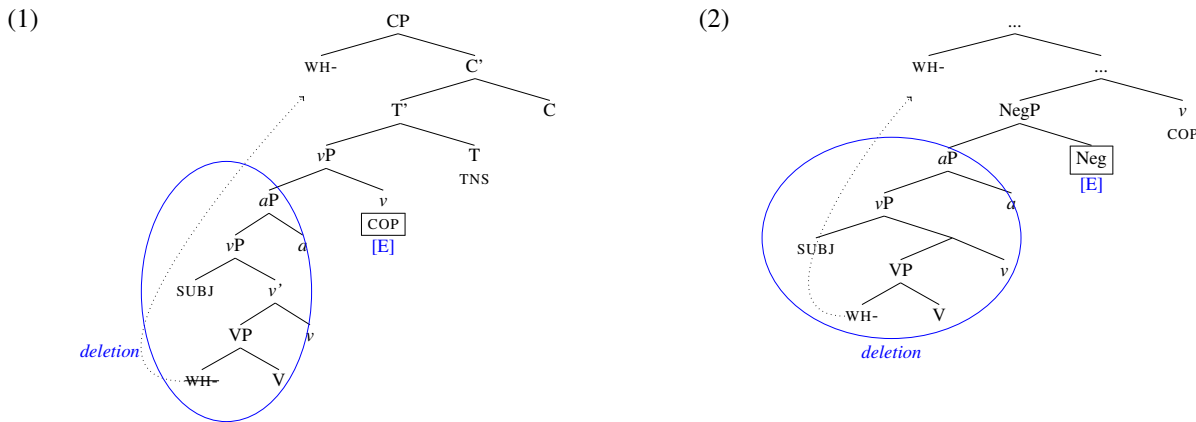 (1)
CP
WH-
C’
T’
C
vP
T
TNS
aP
v
COP
[E]
vP
a
SUBJ
v’
VP
v
deletion
WH-
V
(2)
...
WH-
...
NegP
v
COP
aP
Neg
[E]
vP
a
SUBJ
VP
v
WH-
V
deletion